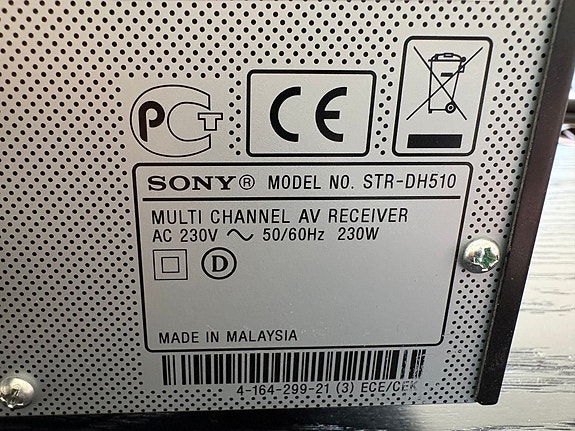 PCT
CE
SONY® MODEL NO. STR-DH510
MULTI CHANNEL AV RECEIVER
AC 230V ~ 50/60Hz 230W
D
MADE IN MALAYSIA
4-164-299-21 (3) ECE/CEK